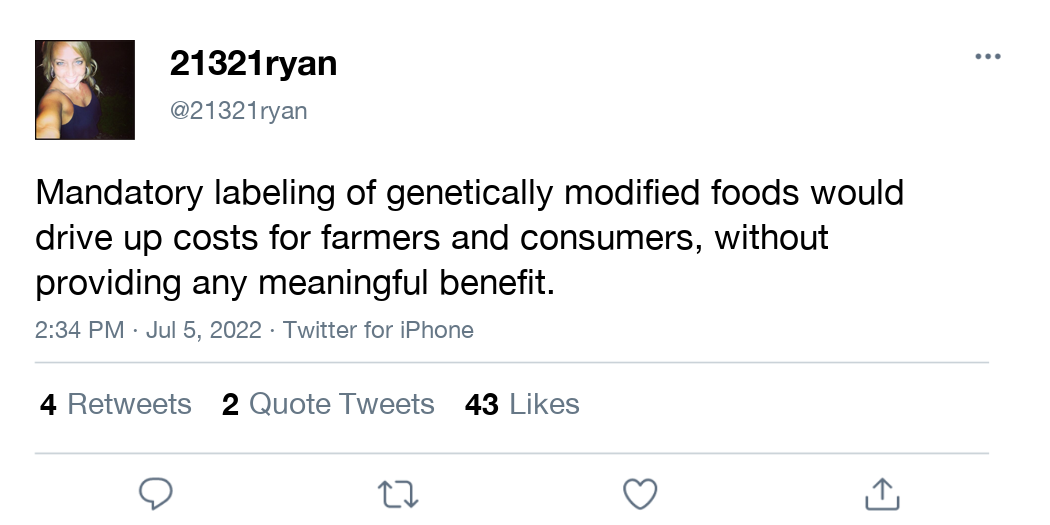 21321ryan
@21321ryan
Mandatory labeling of genetically modified foods would
drive up costs for farmers and consumers, without
providing any meaningful benefit.
2:34 PM · Jul 5, 2022 · Twitter for iPhone
4 Retweets 2 Quote Tweets 43 Likes